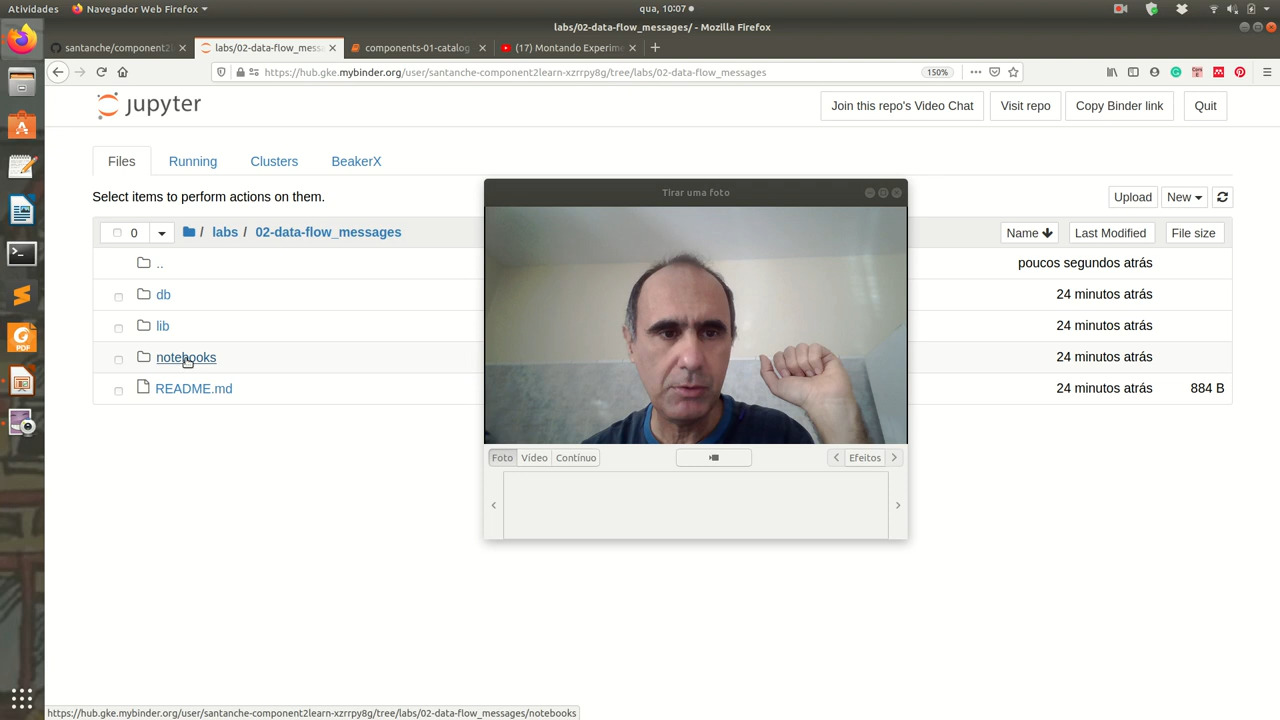 Atividades
Navegador Web Firefox
qua, 10:07
labs/02-data-flow_messages/ - Mozilla Firefox
santanche/component2
labs/02-data-flow_mess
components-01-catalog
(17) Montando Experime
https://hub.gke.mybinder.org/user/santanche-component2learn-xzrrpy8g/tree/labs/02-data-flow_messages
150%
jupyter
Join this repo's Video Chat
Visit repo
Copy Binder link
Quit
Files
Running
Clusters
BeakerX
Select items to perform actions on them.
Upload
New
0
/ labs / 02-data-flow_messages
Name
Last Modified
File size
..
poucos segundos atrás
db
24 minutos atrás
lib
24 minutos atrás
notebooks
24 minutos atrás
README.md
24 minutos atrás
884 B
Tirar uma foto
Foto
Vídeo
Contínuo
Efeitos
https://hub.gke.mybinder.org/user/santanche-component2learn-xzrrpy8g/tree/labs/02-data-flow_messages/notebooks